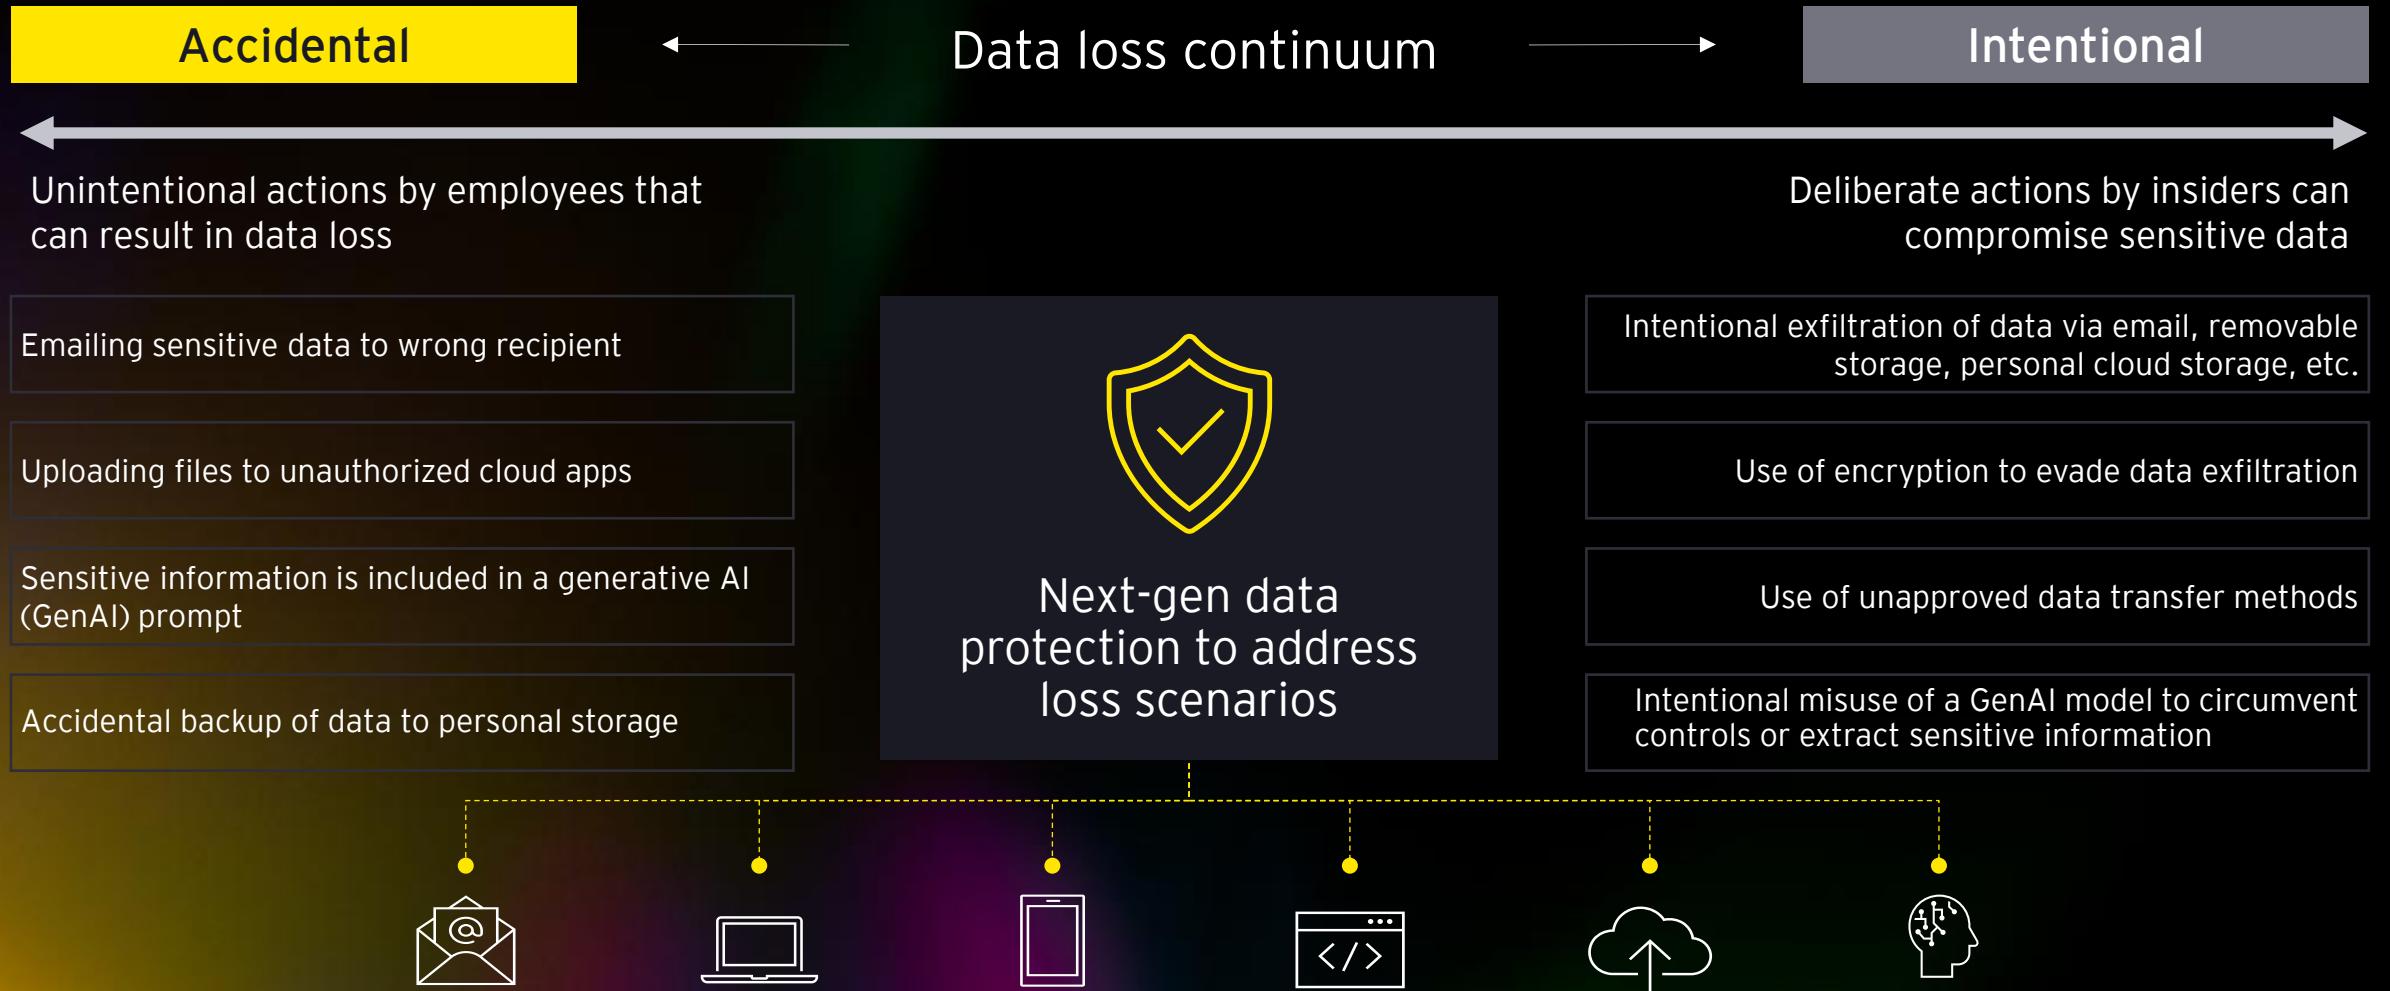 Accidental
Data loss continuum
Intentional
Unintentional actions by employees that
can result in data loss
Deliberate actions by insiders can
compromise sensitive data
Emailing sensitive data to wrong recipient
Uploading files to unauthorized cloud apps
Sensitive information is included in a generative AI
(GenAI) prompt
Accidental backup of data to personal storage
Next-gen data
protection to address
loss scenarios
Intentional exfiltration of data via email, removable
storage, personal cloud storage, etc.
Use of encryption to evade data exfiltration
Use of unapproved data transfer methods
Intentional misuse of a GenAI model to circumvent
controls or extract sensitive information
@
</>